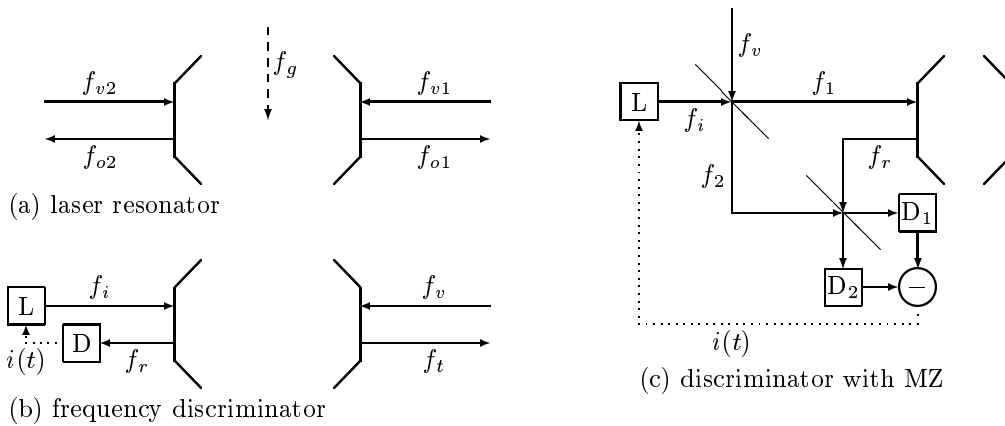 f_g
f_{v2}
f_{v1}
f_{o2}
f_{o1}
(a) laser resonator
f_i
f_v
L
D
i(t)
f_r
f_t
(b) frequency discriminator
f_v
L
f_i
f_1
f_r
f_2
D_1
D_2
−
i(t)
(c) discriminator with MZ